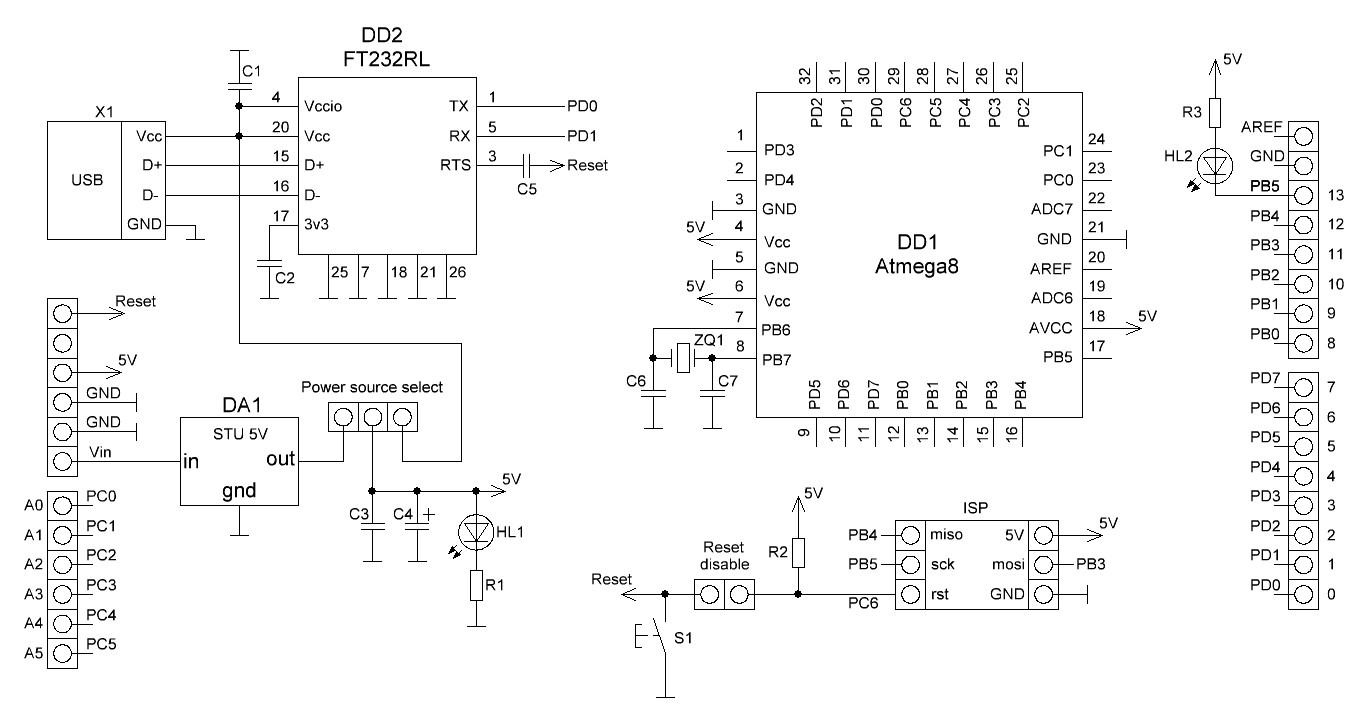 DD2
FT232RL
C1
X1
USB
Vcc
D+
D-
GND
4 Vccio
20 Vcc
15 D+
16 D-
17 3v3
TX 1 PD0
RX 5 PD1
RTS 3 Reset
C5
C2
25 7 18 21 26
Reset
5V
GND
GND
Vin
DA1
STU 5V
in out
gnd
Power source select
5V
C3 C4 +
HL1
R1
A0 PC0
A1 PC1
A2 PC2
A3 PC3
A4 PC4
A5 PC5
DD1
Atmega8
32 31 30 29 28 27 26 25
PD2 PD1 PD0 PC6 PC5 PC4 PC3 PC2
1 PD3
2 PD4
3 GND
5V 4 Vcc
5 GND
5V 6 Vcc
7 PB6
8 PB7
ZQ1
C6 C7
PC1 24
PC0 23
ADC7 22
GND 21
AREF 20
ADC6 19
AVCC 18 5V
PB5 17
PD5 PD6 PD7 PB0 PB1 PB2 PB3 PB4
9 10 11 12 13 14 15 16
Reset
S1
Reset
disable
R2
5V
ISP
PB4 miso 5V 5V
PB5 sck mosi PB3
PC6 rst GND
5V
R3
HL2
AREF
GND
PB5 13
PB4 12
PB3 11
PB2 10
PB1 9
PB0 8
PD7 7
PD6 6
PD5 5
PD4 4
PD3 3
PD2 2
PD1 1
PD0 0